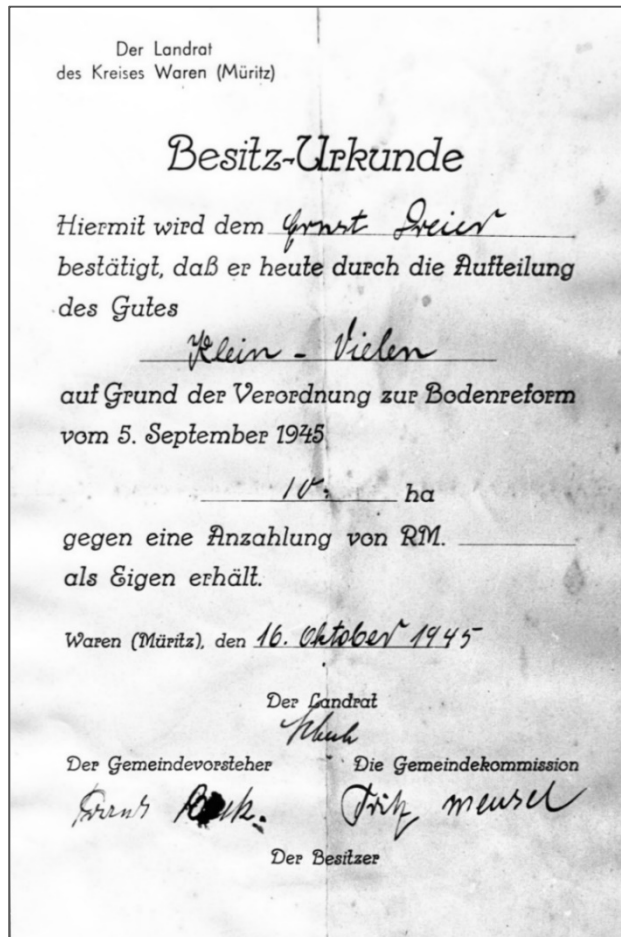 Der Landrat
des Kreises Waren (Müritz)
Besitz-Urkunde
Hiermit wird dem Ernst Dreier
bestätigt, daß er heute durch die Aufteilung
des Gutes
Klein - Vielen
auf Grund der Verordnung zur Bodenreform
vom 5. September 1945
10. ha
gegen eine Anzahlung von RM.
als Eigen erhält.
Waren (Müritz), den 16. Oktober 1945
Der Landrat
Der Gemeindevorsteher Die Gemeindekommission
Fritz Meusel
Der Besitzer